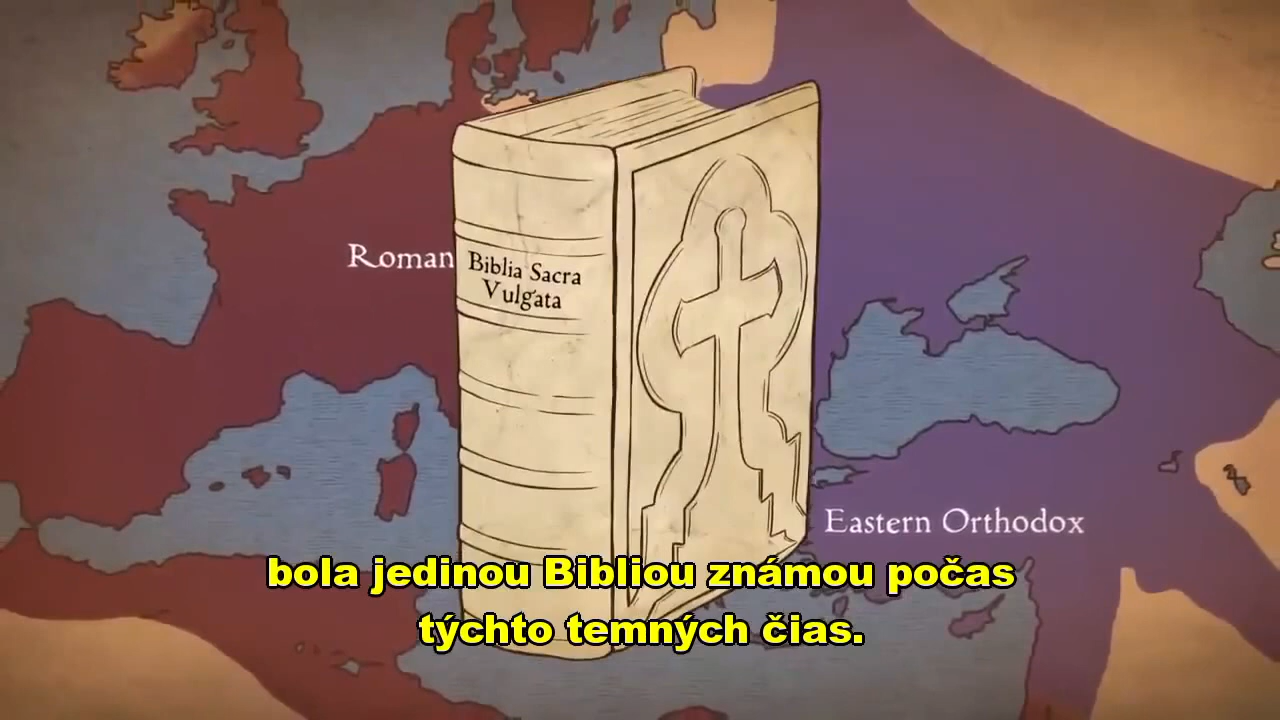 Roman
Biblia Sacra
Vulgata
Eastern Orthodox
bola jedinou Bibliou známou počas
týchto temných čias.